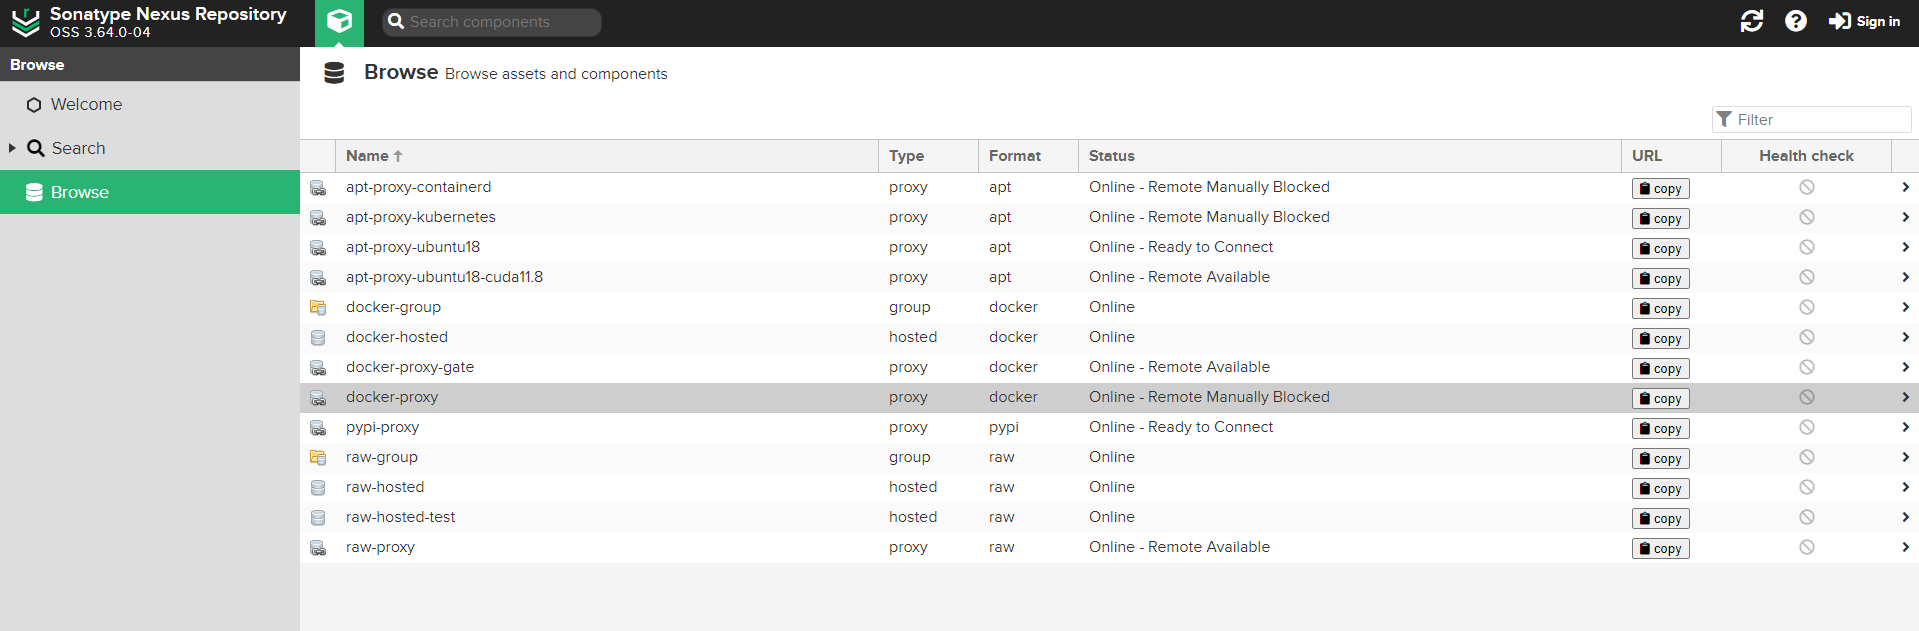 Sonatype Nexus Repository
OSS 3.64.0-04
Search components
Sign in
Browse
Welcome
Search
Browse
Browse Browse assets and components
Filter
Name Type Format Status URL Health check
apt-proxy-containerd proxy apt Online - Remote Manually Blocked copy
apt-proxy-kubernetes proxy apt Online - Remote Manually Blocked copy
apt-proxy-ubuntu18 proxy apt Online - Ready to Connect copy
apt-proxy-ubuntu18-cuda11.8 proxy apt Online - Remote Available copy
docker-group group docker Online copy
docker-hosted hosted docker Online copy
docker-proxy-gate proxy docker Online - Remote Available copy
docker-proxy proxy docker Online - Remote Manually Blocked copy
pypi-proxy proxy pypi Online - Ready to Connect copy
raw-group group raw Online copy
raw-hosted hosted raw Online copy
raw-hosted-test hosted raw Online copy
raw-proxy proxy raw Online - Remote Available copy